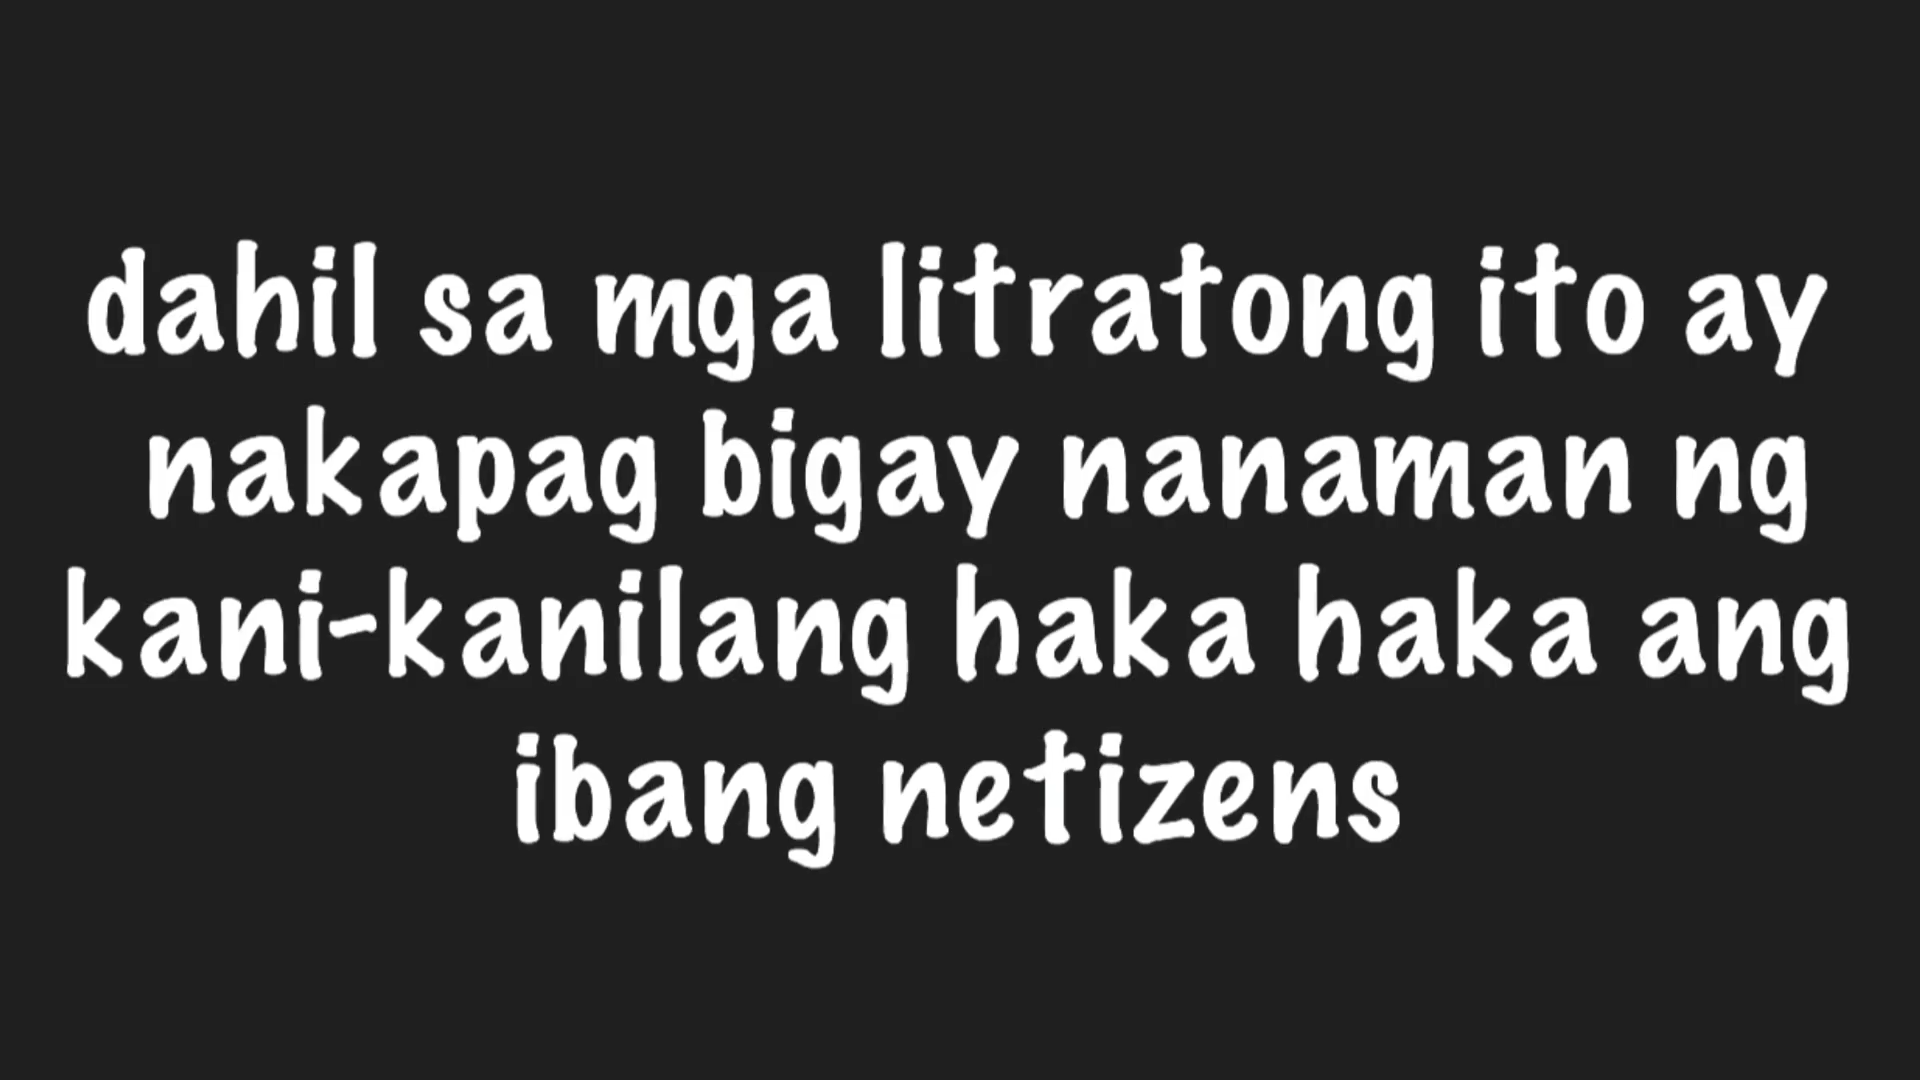 dahil sa mga litratong ito ay
nakapag bigay nanaman ng
kani-kanilang haka haka ang
ibang netizens